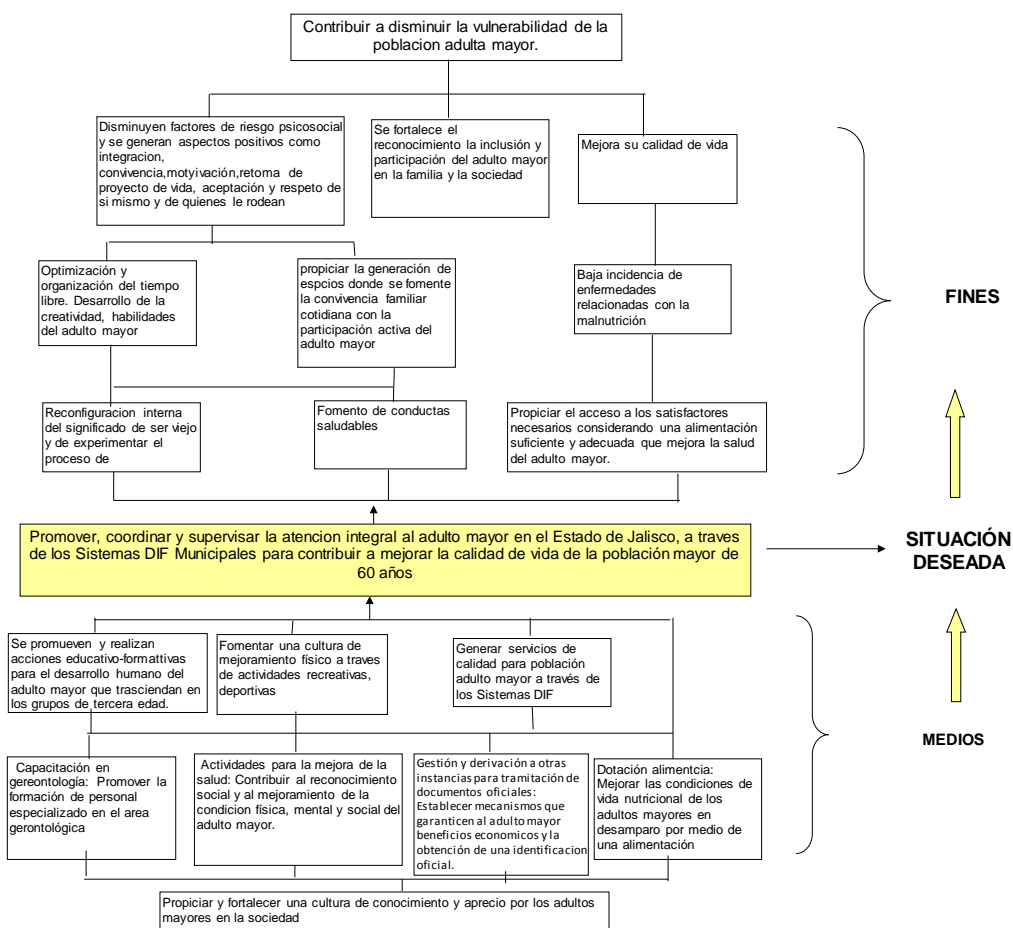 Contribuir a disminuir la vulnerabilidad de la
poblacion adulta mayor.
Disminuyen factores de riesgo psicosocial
y se generan aspectos positivos como
integracion,
convivencia,motyivación,retoma de
proyecto de vida, aceptación y respeto de
si mismo y de quienes le rodean
Se fortalece el
reconocimiento la inclusión y
participación del adulto mayor
en la familia y la sociedad
Mejora su calidad de vida
Optimización y
organización del tiempo
libre. Desarrollo de la
creatividad, habilidades
del adulto mayor
propiciar la generación de
espcios donde se fomente
la convivencia familiar
cotidiana con la
participación activa del
adulto mayor
Baja incidencia de
enfermedades
relacionadas con la
malnutrición
FINES
Reconfiguracion interna
del significado de ser viejo
y de experimentar el
proceso de
Fomento de conductas
saludables
Propiciar el acceso a los satisfactores
necesarios considerando una alimentación
suficiente y adecuada que mejora la salud
del adulto mayor.
Promover, coordinar y supervisar la atencion integral al adulto mayor en el Estado de Jalisco, a traves
de los Sistemas DIF Municipales para contribuir a mejorar la calidad de vida de la población mayor de
60 años
SITUACIÓN
DESEADA
Se promueven y realizan
acciones educativo-formattivas
para el desarrollo humano del
adulto mayor que trasciendan en
los grupos de tercera edad.
Fomentar una cultura de
mejoramiento físico a traves
de actividades recreativas,
deportivas
Generar servicios de
calidad para población
adulto mayor a través de
los Sistemas DIF
MEDIOS
Capacitación en
gereontología: Promover la
formación de personal
especializado en el area
gerontológica
Actividades para la mejora de la
salud: Contribuir al reconocimiento
social y al mejoramiento de la
condicion física, mental y social del
adulto mayor.
Gestión y derivación a otras
instancias para tramitación de
documentos oficiales:
Establecer mecanismos que
garanticen al adulto mayor
beneficios economicos y la
obtención de una identificacion
oficial.
Dotación alimentcia:
Mejorar las condiciones de
vida nutricional de los
adultos mayores en
desamparo por medio de
una alimentación
Propiciar y fortalecer una cultura de conocimiento y aprecio por los adultos
mayores en la sociedad